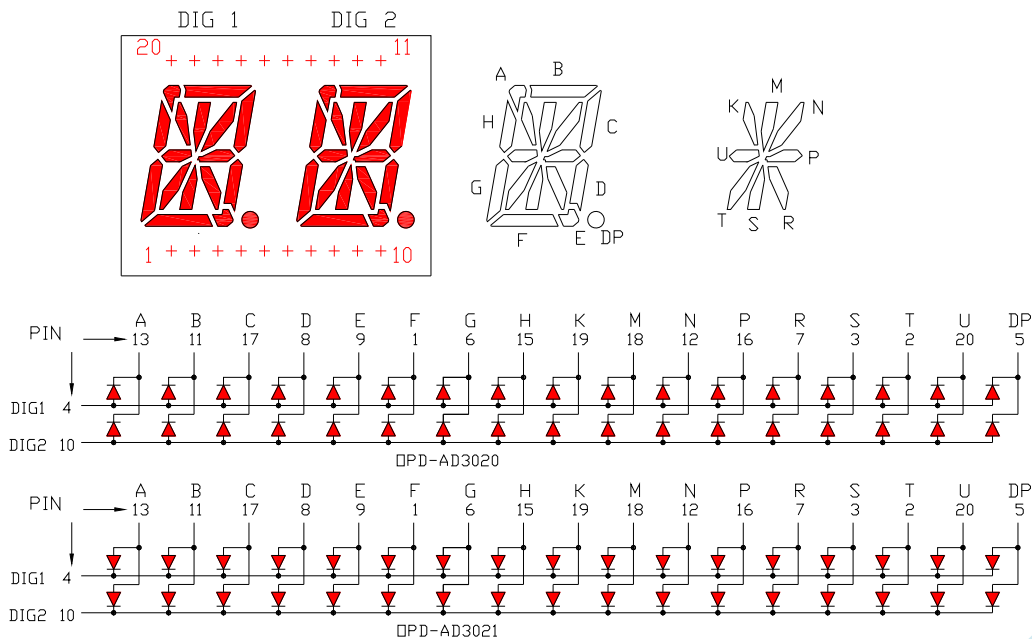 DIG 1 DIG 2
20 11
1 10
A B
H C
G D
F E DP
M
K N
U P
T S R
A B C D E F G H K M N P R S T U DP
PIN 13 11 17 8 9 1 6 15 19 18 12 16 7 3 2 20 5
DIG1 4
DIG2 10
OPD-AD3020
A B C D E F G H K M N P R S T U DP
PIN 13 11 17 8 9 1 6 15 19 18 12 16 7 3 2 20 5
DIG1 4
DIG2 10
OPD-AD3021